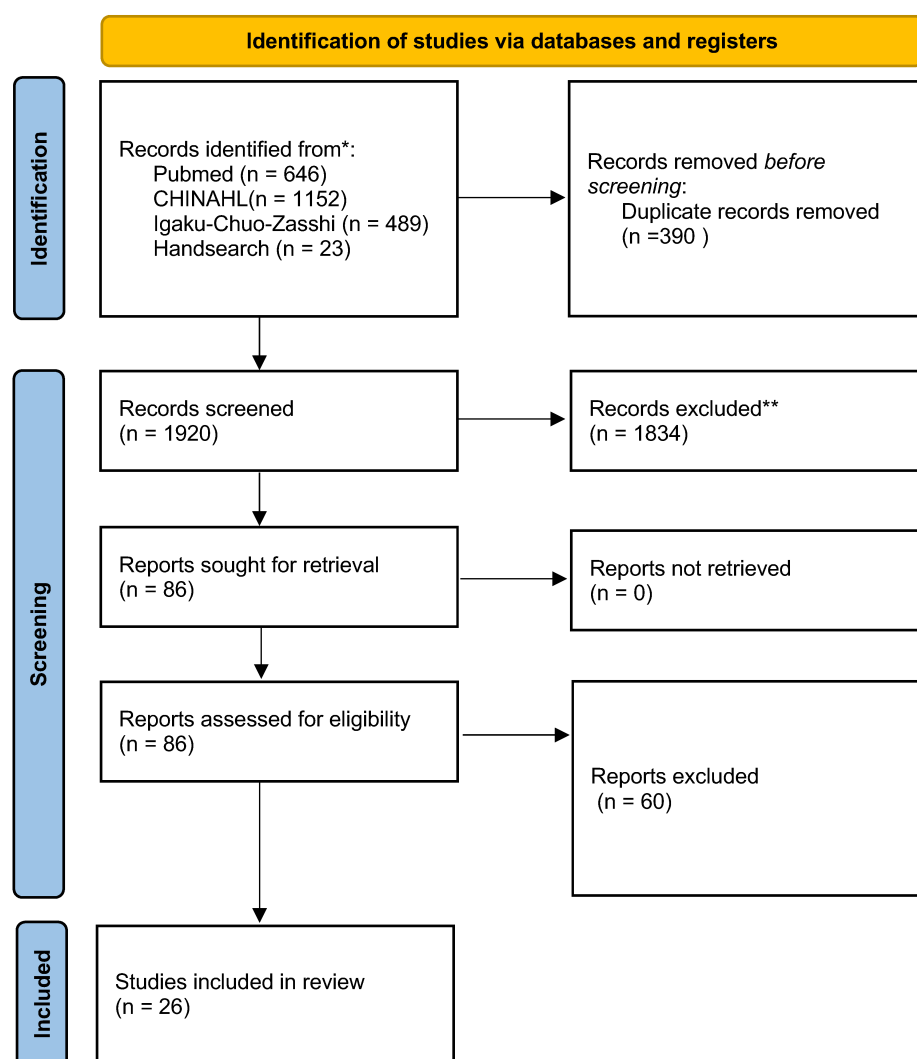 Identification of studies via databases and registers
Identification
Records identified from*:
Pubmed (n = 646)
CHINAHL(n = 1152)
Igaku-Chuo-Zasshi (n = 489)
Handsearch (n = 23)
Records removed before
screening:
Duplicate records removed
(n =390 )
Screening
Records screened
(n = 1920)
Records excluded**
(n = 1834)
Reports sought for retrieval
(n = 86)
Reports not retrieved
(n = 0)
Reports assessed for eligibility
(n = 86)
Reports excluded
(n = 60)
Included
Studies included in review
(n = 26)